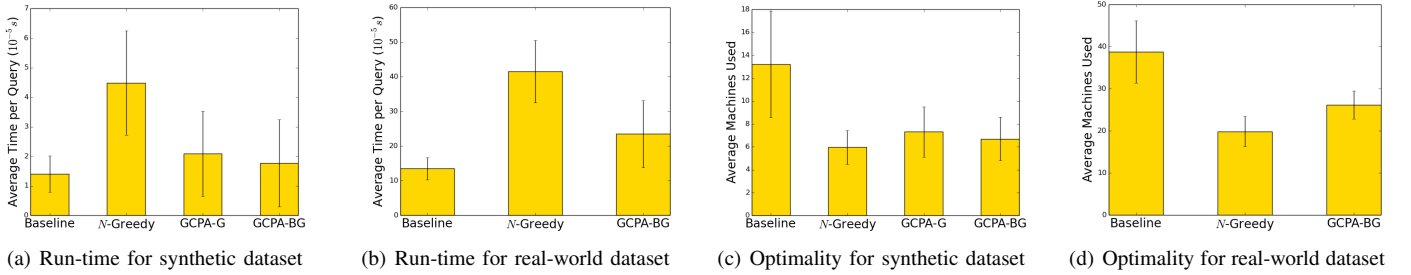 Average Time per Query (10⁻⁵ s)
7
6
5
4
3
2
1
0
Baseline N-Greedy GCPA-G GCPA-BG
(a) Run-time for synthetic dataset
Average Time per Query (10⁻⁵ s)
60
50
40
30
20
10
0
Baseline N-Greedy GCPA-BG
(b) Run-time for real-world dataset
Average Machines Used
18
16
14
12
10
8
6
4
2
0
Baseline N-Greedy GCPA-G GCPA-BG
(c) Optimality for synthetic dataset
Average Machines Used
50
40
30
20
10
0
Baseline N-Greedy GCPA-BG
(d) Optimality for real-world dataset